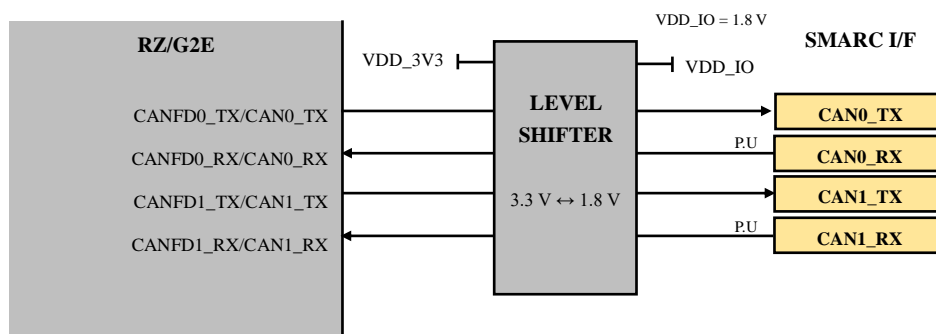 VDD_IO = 1.8 V
RZ/G2E
SMARC I/F
VDD_3V3
VDD_IO
LEVEL
SHIFTER
3.3 V ↔ 1.8 V
CANFD0_TX/CAN0_TX
CAN0_TX
CANFD0_RX/CAN0_RX
P.U
CAN0_RX
CANFD1_TX/CAN1_TX
CAN1_TX
CANFD1_RX/CAN1_RX
P.U
CAN1_RX